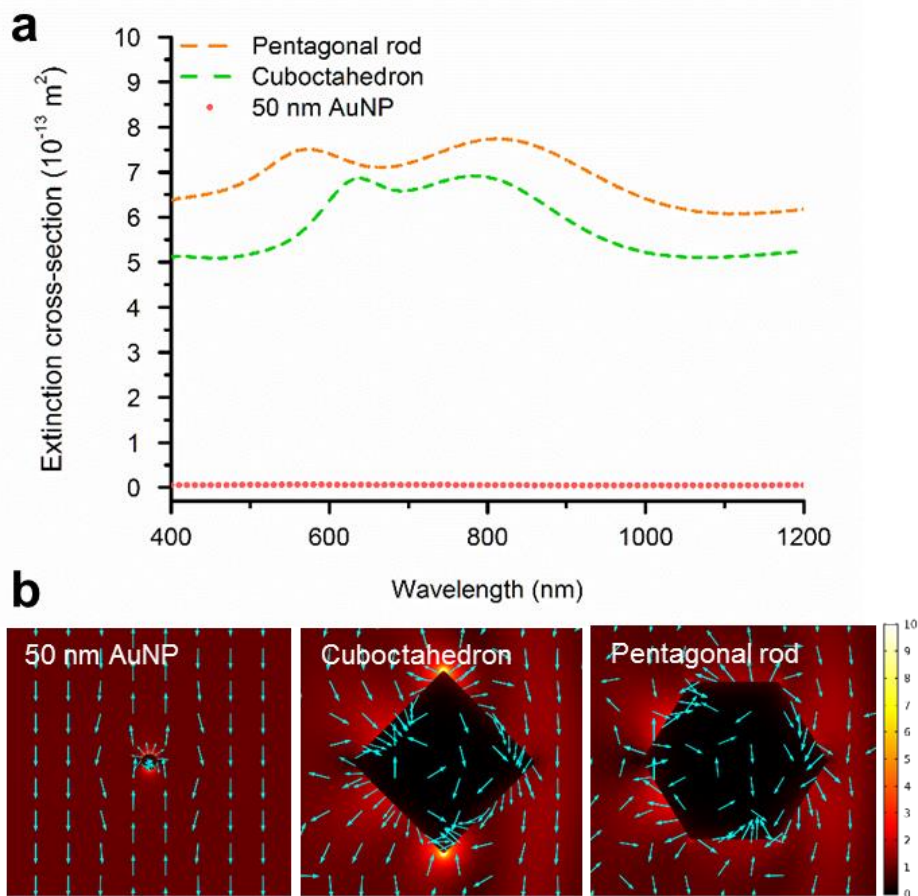 a
10
9
8
7
6
5
4
3
2
1
0
Extinction cross-section (10⁻¹³ m²)
Pentagonal rod
Cuboctahedron
50 nm AuNP
400 600 800 1000 1200
Wavelength (nm)
b
50 nm AuNP
Cuboctahedron
Pentagonal rod
10
9
8
7
6
5
4
3
2
1
0